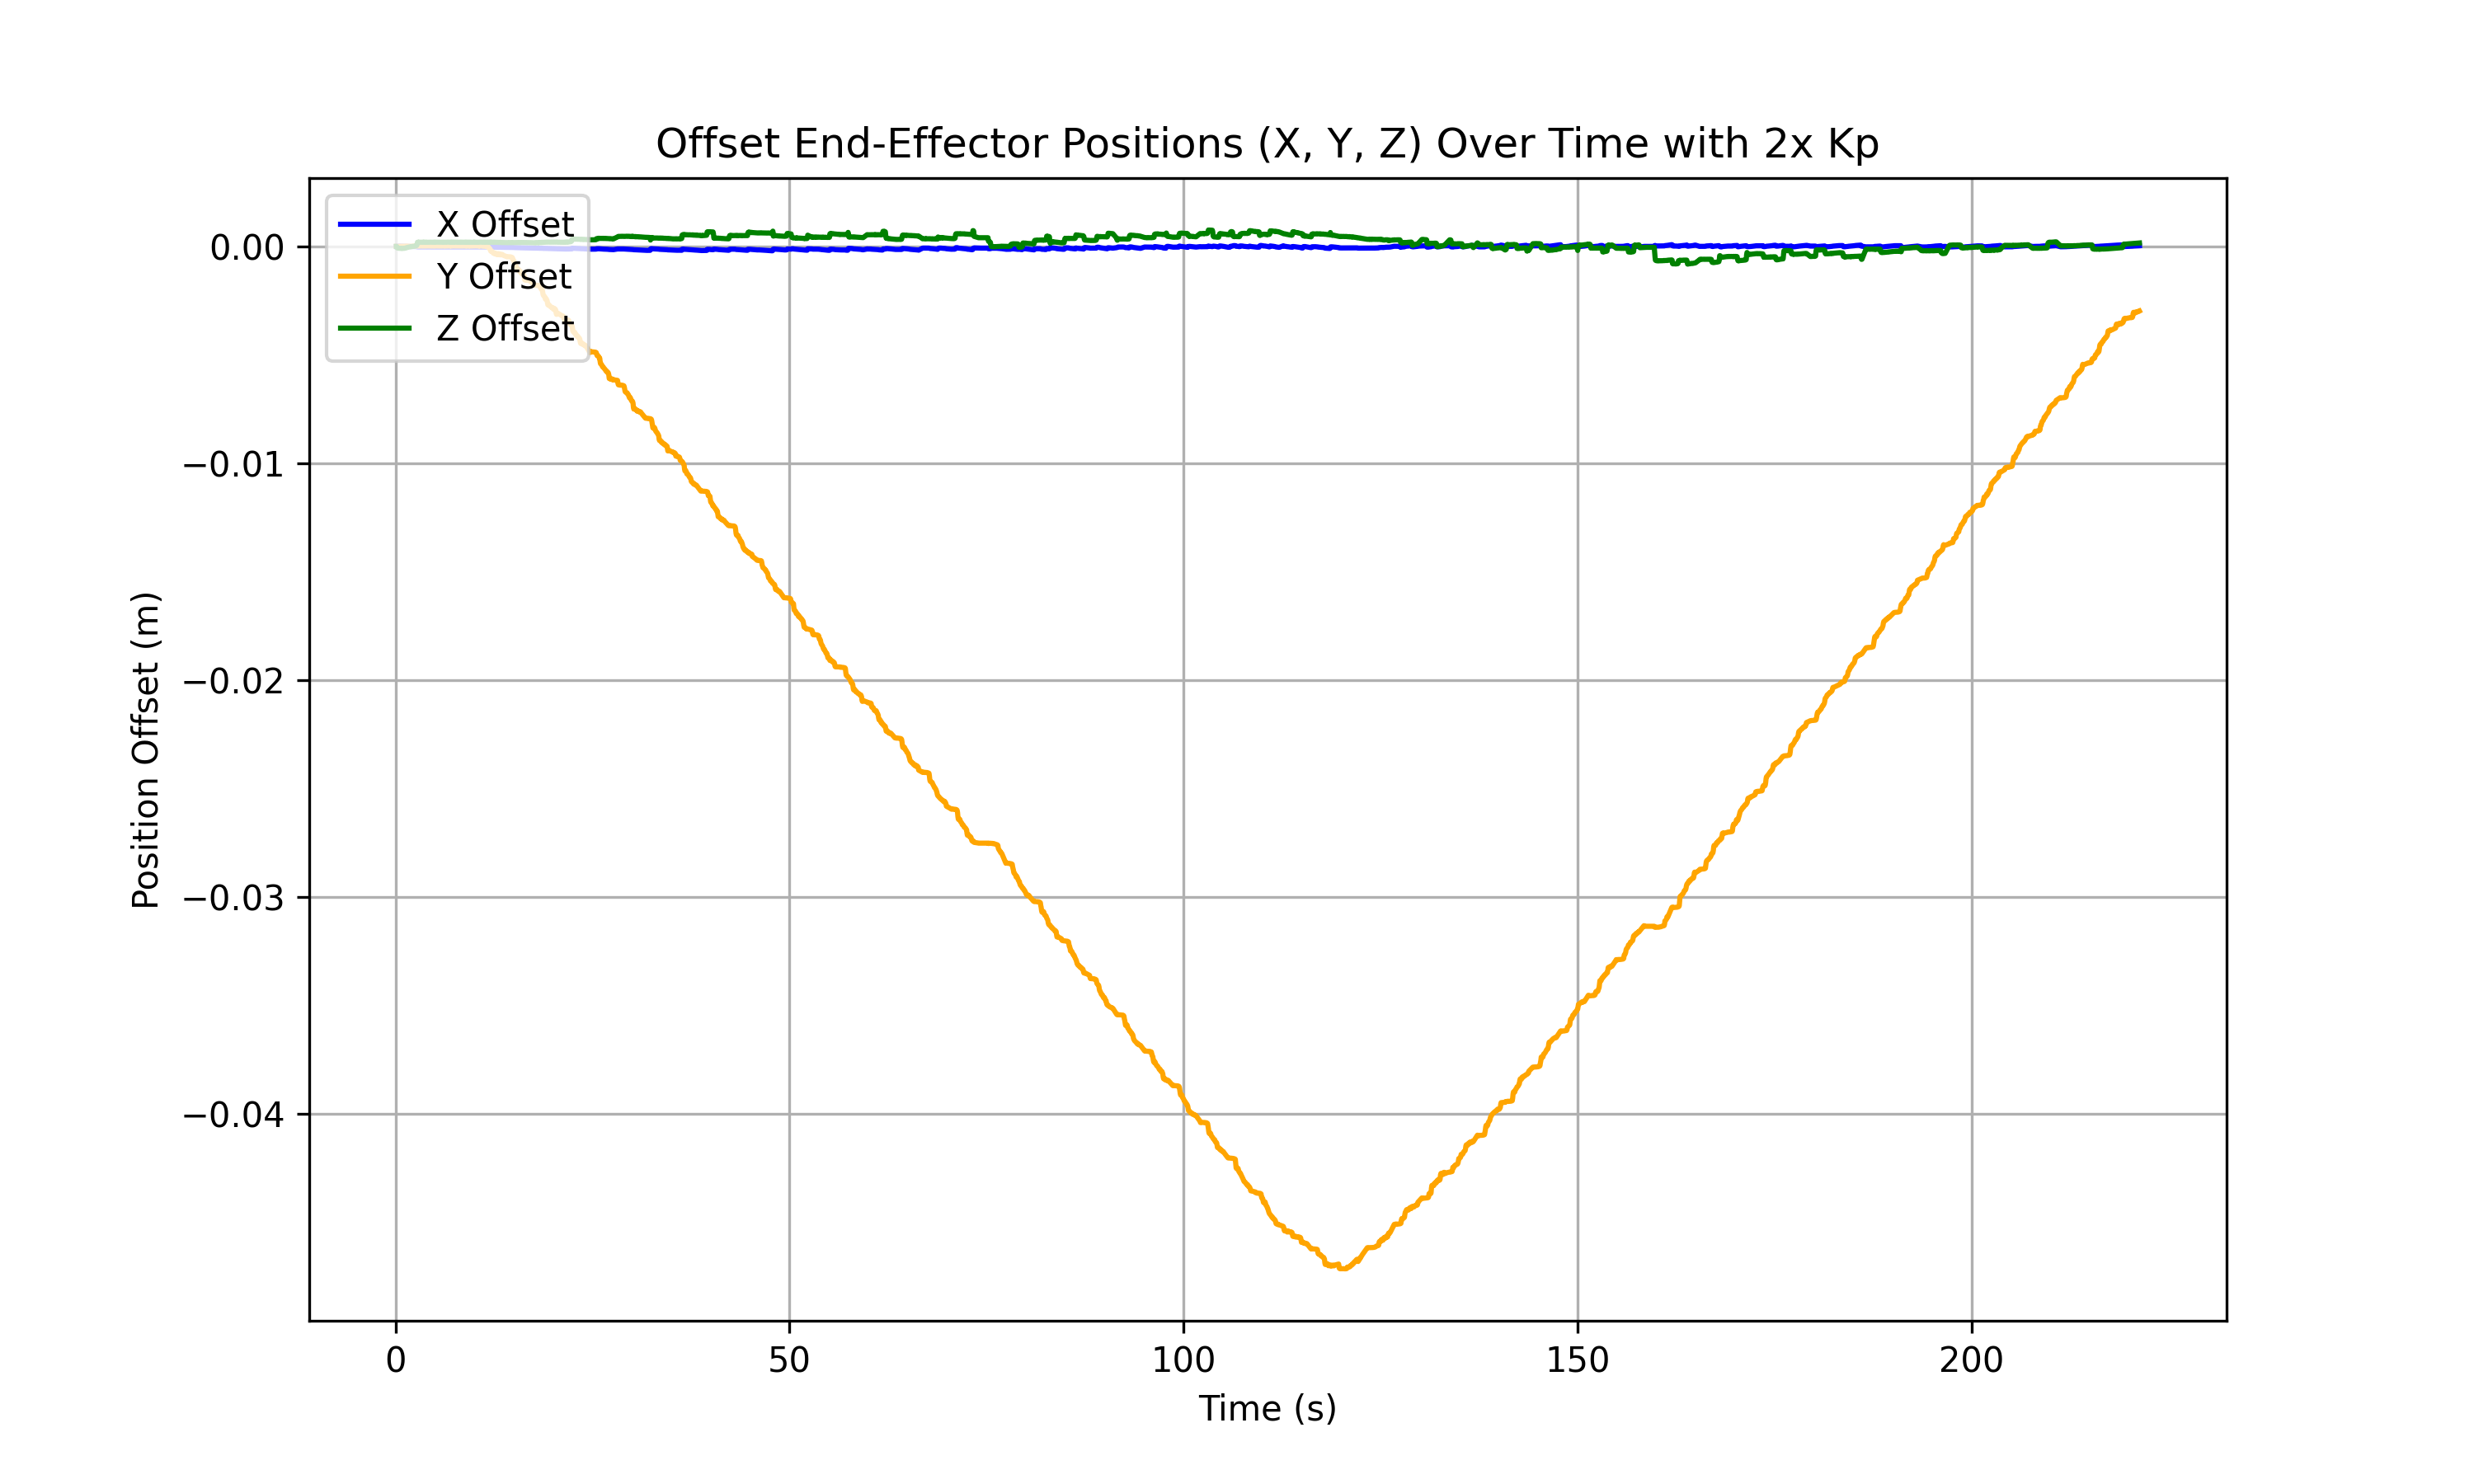 Offset End-Effector Positions (X, Y, Z) Over Time with 2x Kp
X Offset
Y Offset
Z Offset
0.00
−0.01
−0.02
−0.03
−0.04
Position Offset (m)
0 50 100 150 200
Time (s)